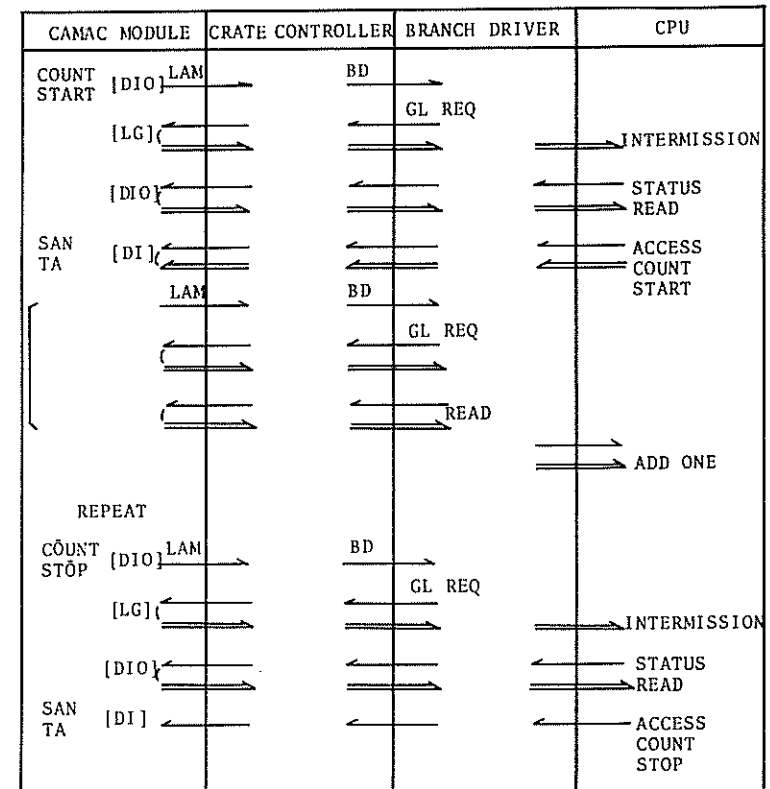 CAMAC MODULE CRATE CONTROLLER BRANCH DRIVER CPU
COUNT START [DIO] LAM BD
GL REQ
[LG] INTERMISSION
[DIO] STATUS READ
SAN TA [DI] ACCESS COUNT START
LAM BD
GL REQ
READ
ADD ONE
REPEAT
CŌUNT STŌP [DIO] LAM BD
GL REQ
[LG] INTERMISSION
[DIO] STATUS READ
SAN TA [DI] ACCESS COUNT STOP